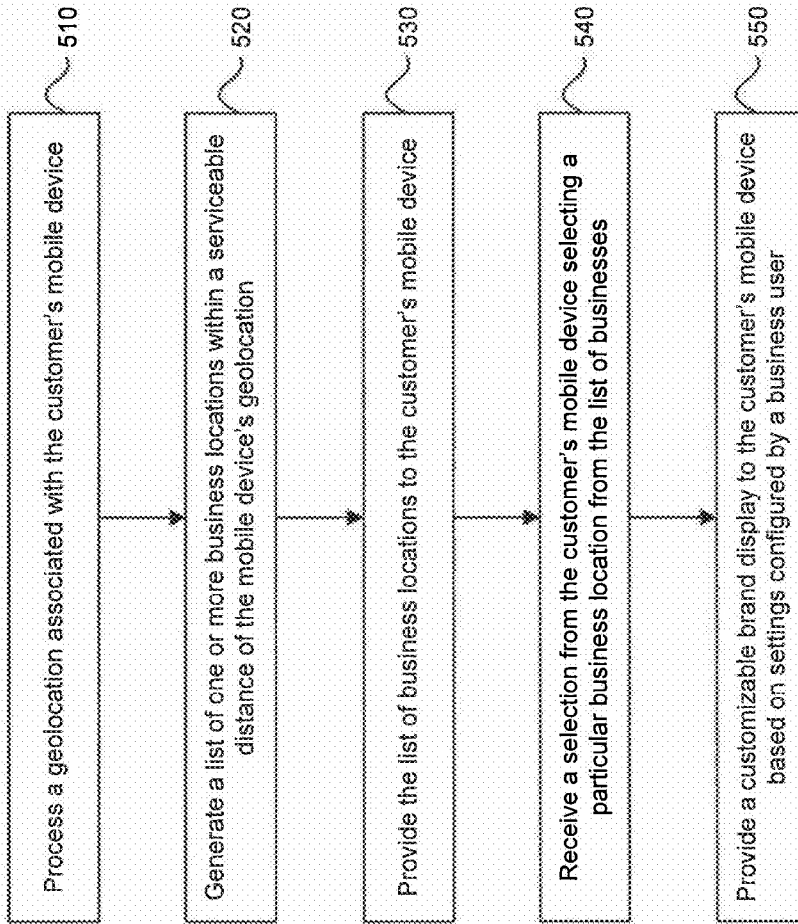 Process a geolocation associated with the customer's mobile device
510
Generate a list of one or more business locations within a serviceable
distance of the mobile device's geolocation
520
Provide the list of business locations to the customer's mobile device
530
Receive a selection from the customer's mobile device selecting a
particular business location from the list of businesses
540
Provide a customizable brand display to the customer's mobile device
based on settings configured by a business user
550